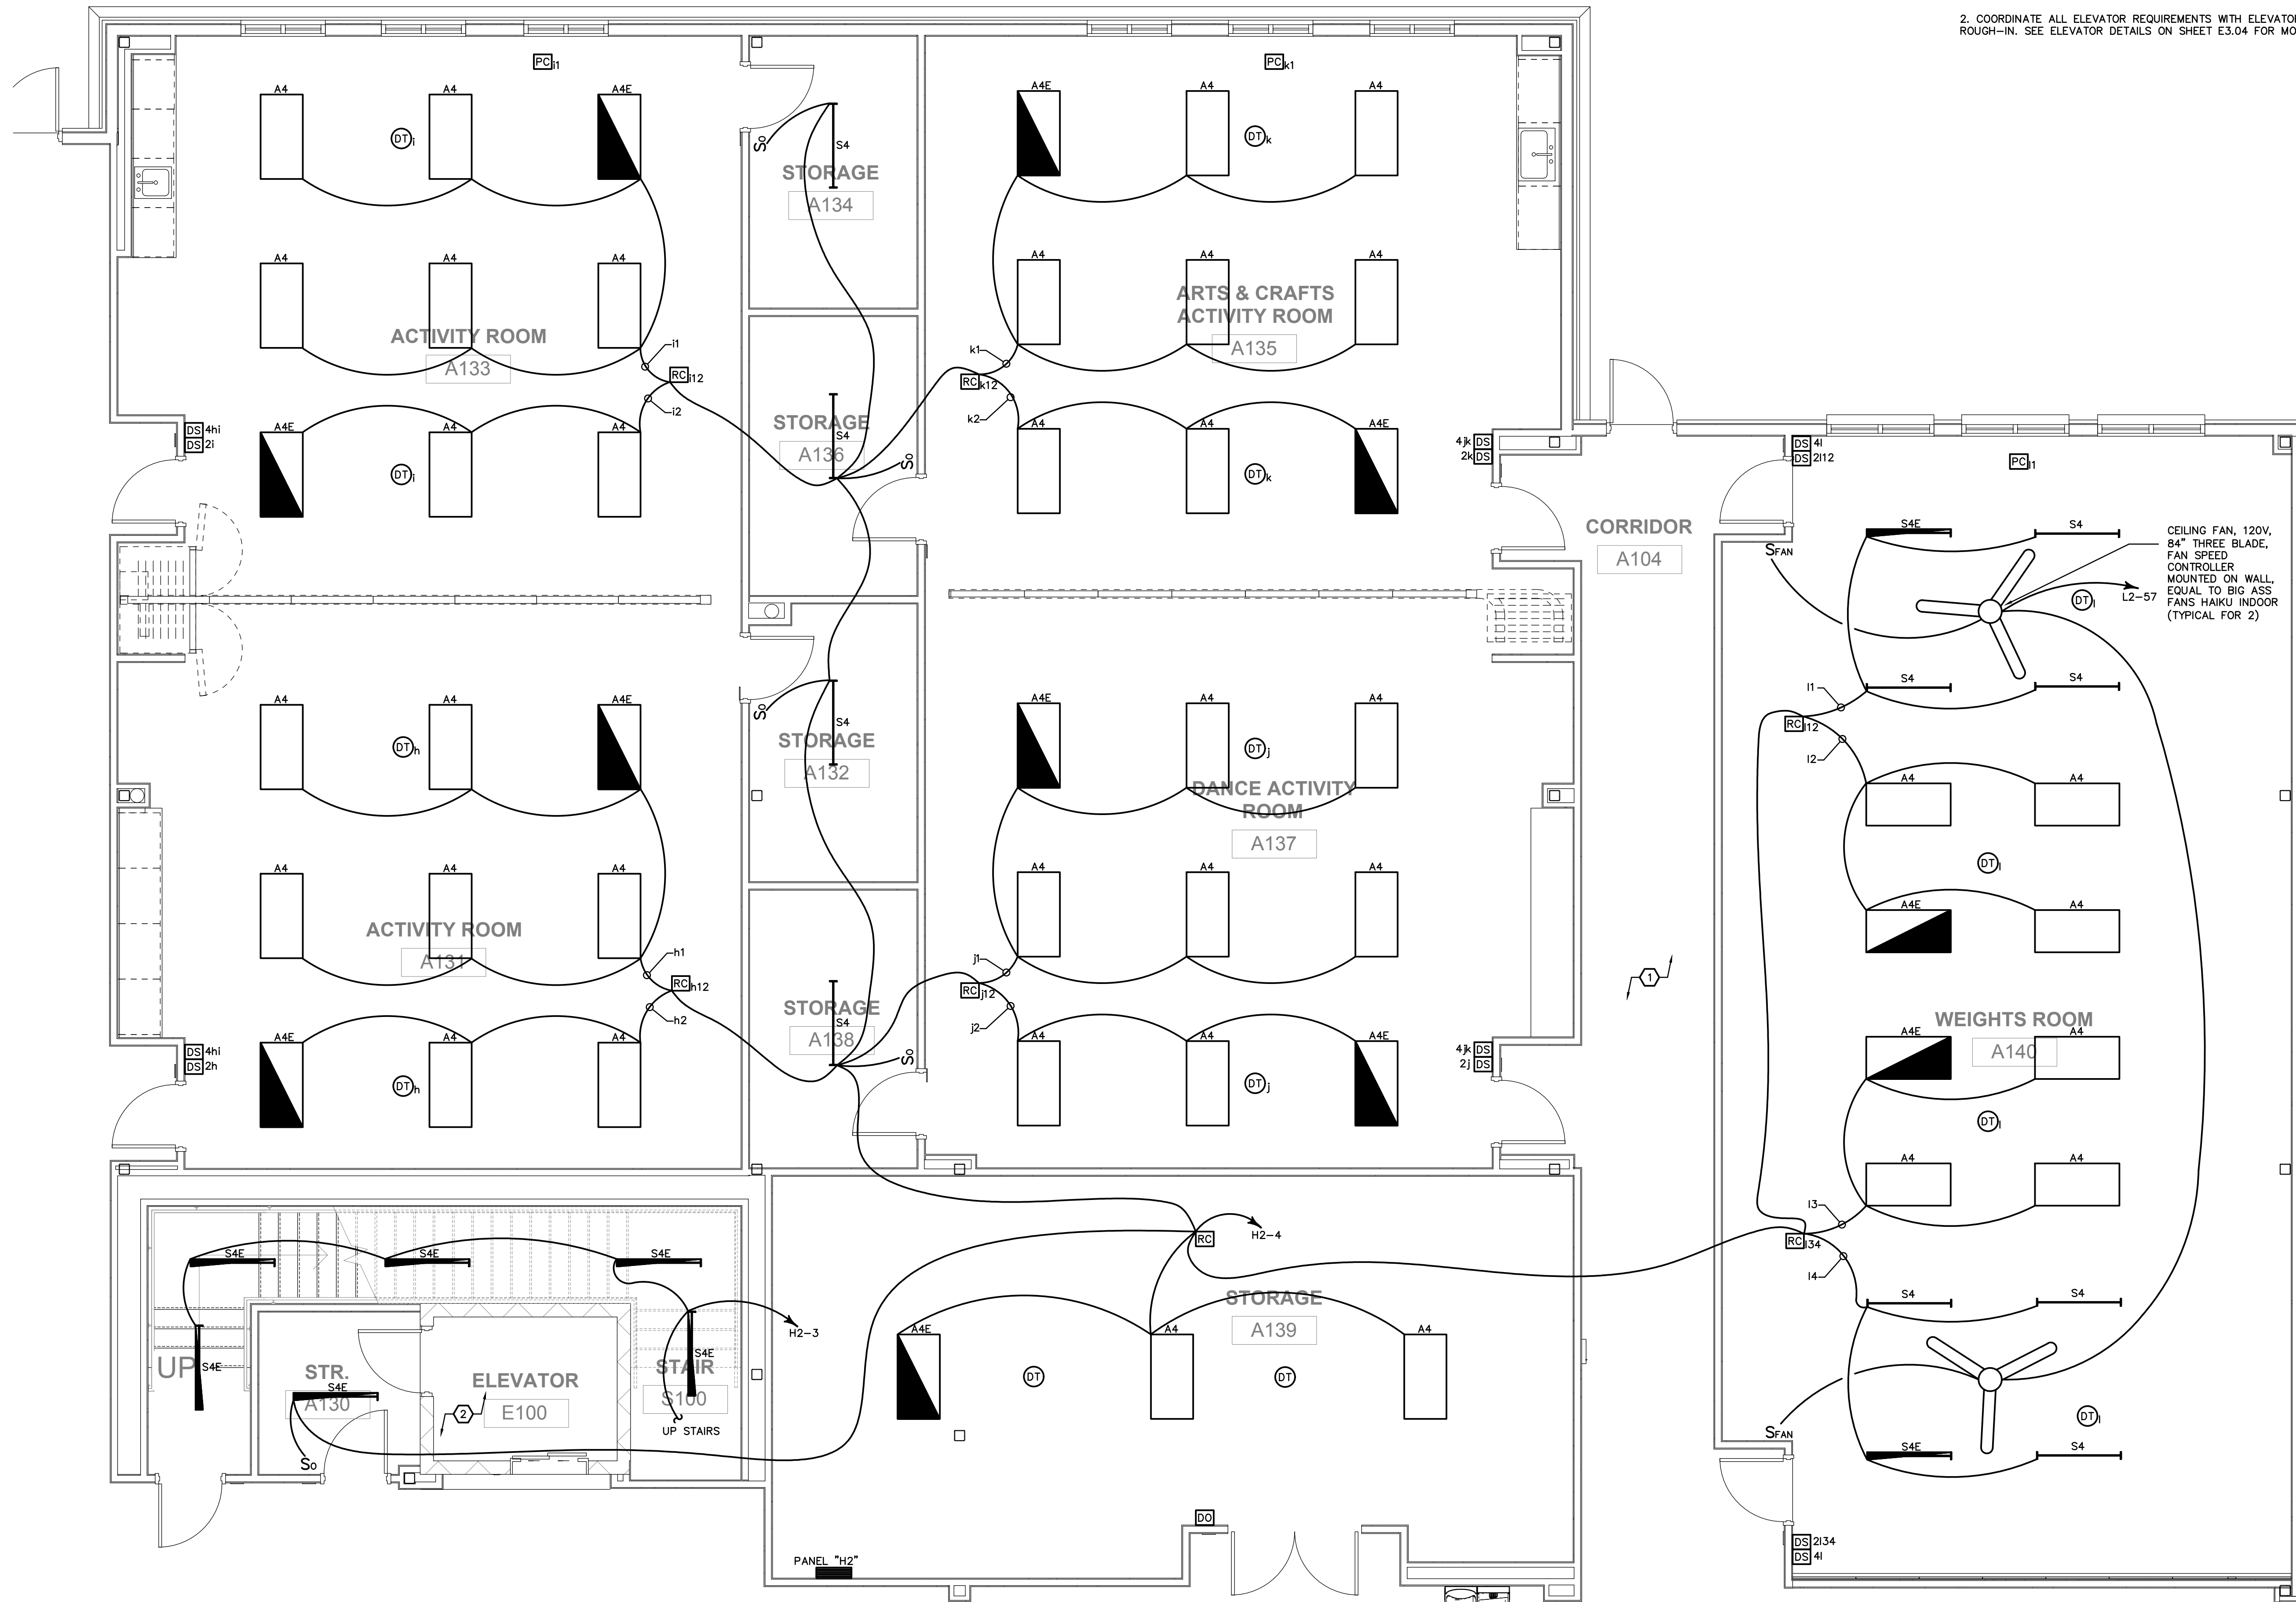 2. COORDINATE ALL ELEVATOR REQUIREMENTS WITH ELEVATOR
ROUGH-IN. SEE ELEVATOR DETAILS ON SHEET E3.04 FOR MO
PC i1
PC k1
A4
A4
A4E
A4E
A4
A4
DT i
DT k
So
S4
STORAGE
A134
A4
A4
A4
A4
A4
A4
ARTS & CRAFTS
ACTIVITY ROOM
A135
ACTIVITY ROOM
A133
i1
RC i12
i2
k1
RC k12
k2
STORAGE
S4
A136
So
DS 4hi
DS 2i
A4E
A4
A4
DT i
A4
A4
A4E
DT k
4jk DS
2k DS
DS 4l
DS 2l12
PC l1
CORRIDOR
A104
S4E
S4
SFAN
CEILING FAN, 120V,
84" THREE BLADE,
FAN SPEED
CONTROLLER
MOUNTED ON WALL,
EQUAL TO BIG ASS
FANS HAIKU INDOOR
(TYPICAL FOR 2)
L2-57
DT l
S4
S4
l1
RC l12
l2
A4
A4
A4E
DT h
So
S4
STORAGE
A132
A4E
A4
A4
DT j
DANCE ACTIVITY
ROOM
A137
A4
A4
DT l
A4
A4
A4
A4
A4
A4
A4E
A4
ACTIVITY ROOM
A131
h1
RC h12
h2
j1
RC j12
j2
1
STORAGE
S4
A138
So
WEIGHTS ROOM
A140
A4E
A4
DS 4hi
DS 2h
A4E
A4
A4
DT h
A4
A4
A4E
DT j
4jk DS
2j DS
DT l
A4
A4
l3
RC l34
l4
RC
H2-4
S4E
S4E
S4E
H2-3
STORAGE
A139
S4
S4
UP
S4E
STR.
S4E
A130
ELEVATOR
E100
2
STAIR
S4E
S100
UP STAIRS
A4E
A4
A4
DT
DT
So
SFAN
DT l
S4E
S4
DO
PANEL "H2"
DS 2l34
DS 4l